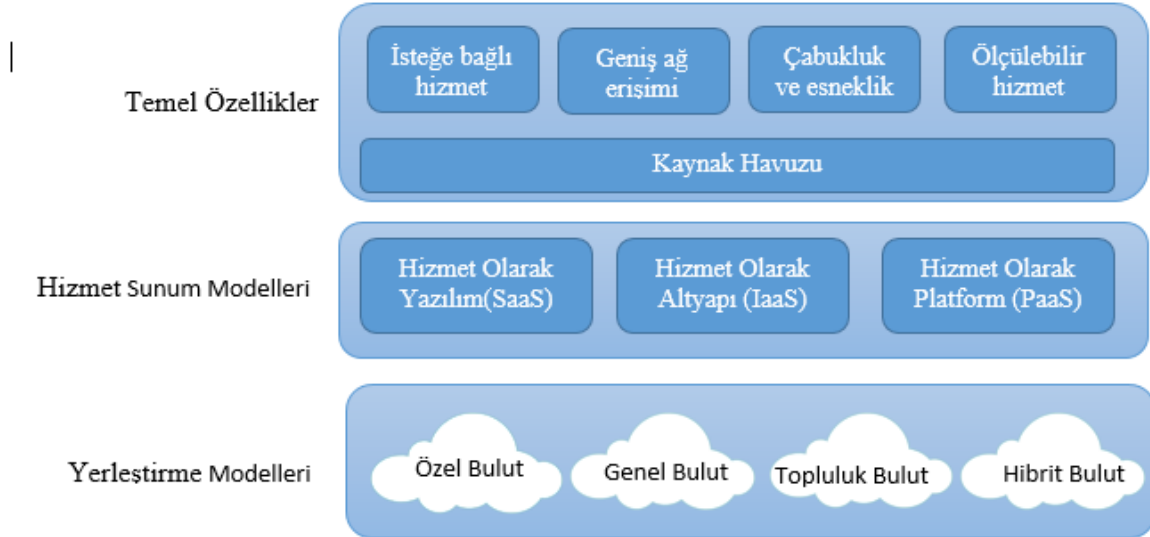 Temel Özellikler
İsteğe bağlı
hizmet
Geniş ağ
erişimi
Çabukluk
ve esneklik
Ölçülebilir
hizmet
Kaynak Havuzu
Hizmet Sunum Modelleri
Hizmet Olarak
Yazılım(SaaS)
Hizmet Olarak
Altyapı (IaaS)
Hizmet Olarak
Platform (PaaS)
Yerleştirme Modelleri
Özel Bulut
Genel Bulut
Topluluk Bulut
Hibrit Bulut